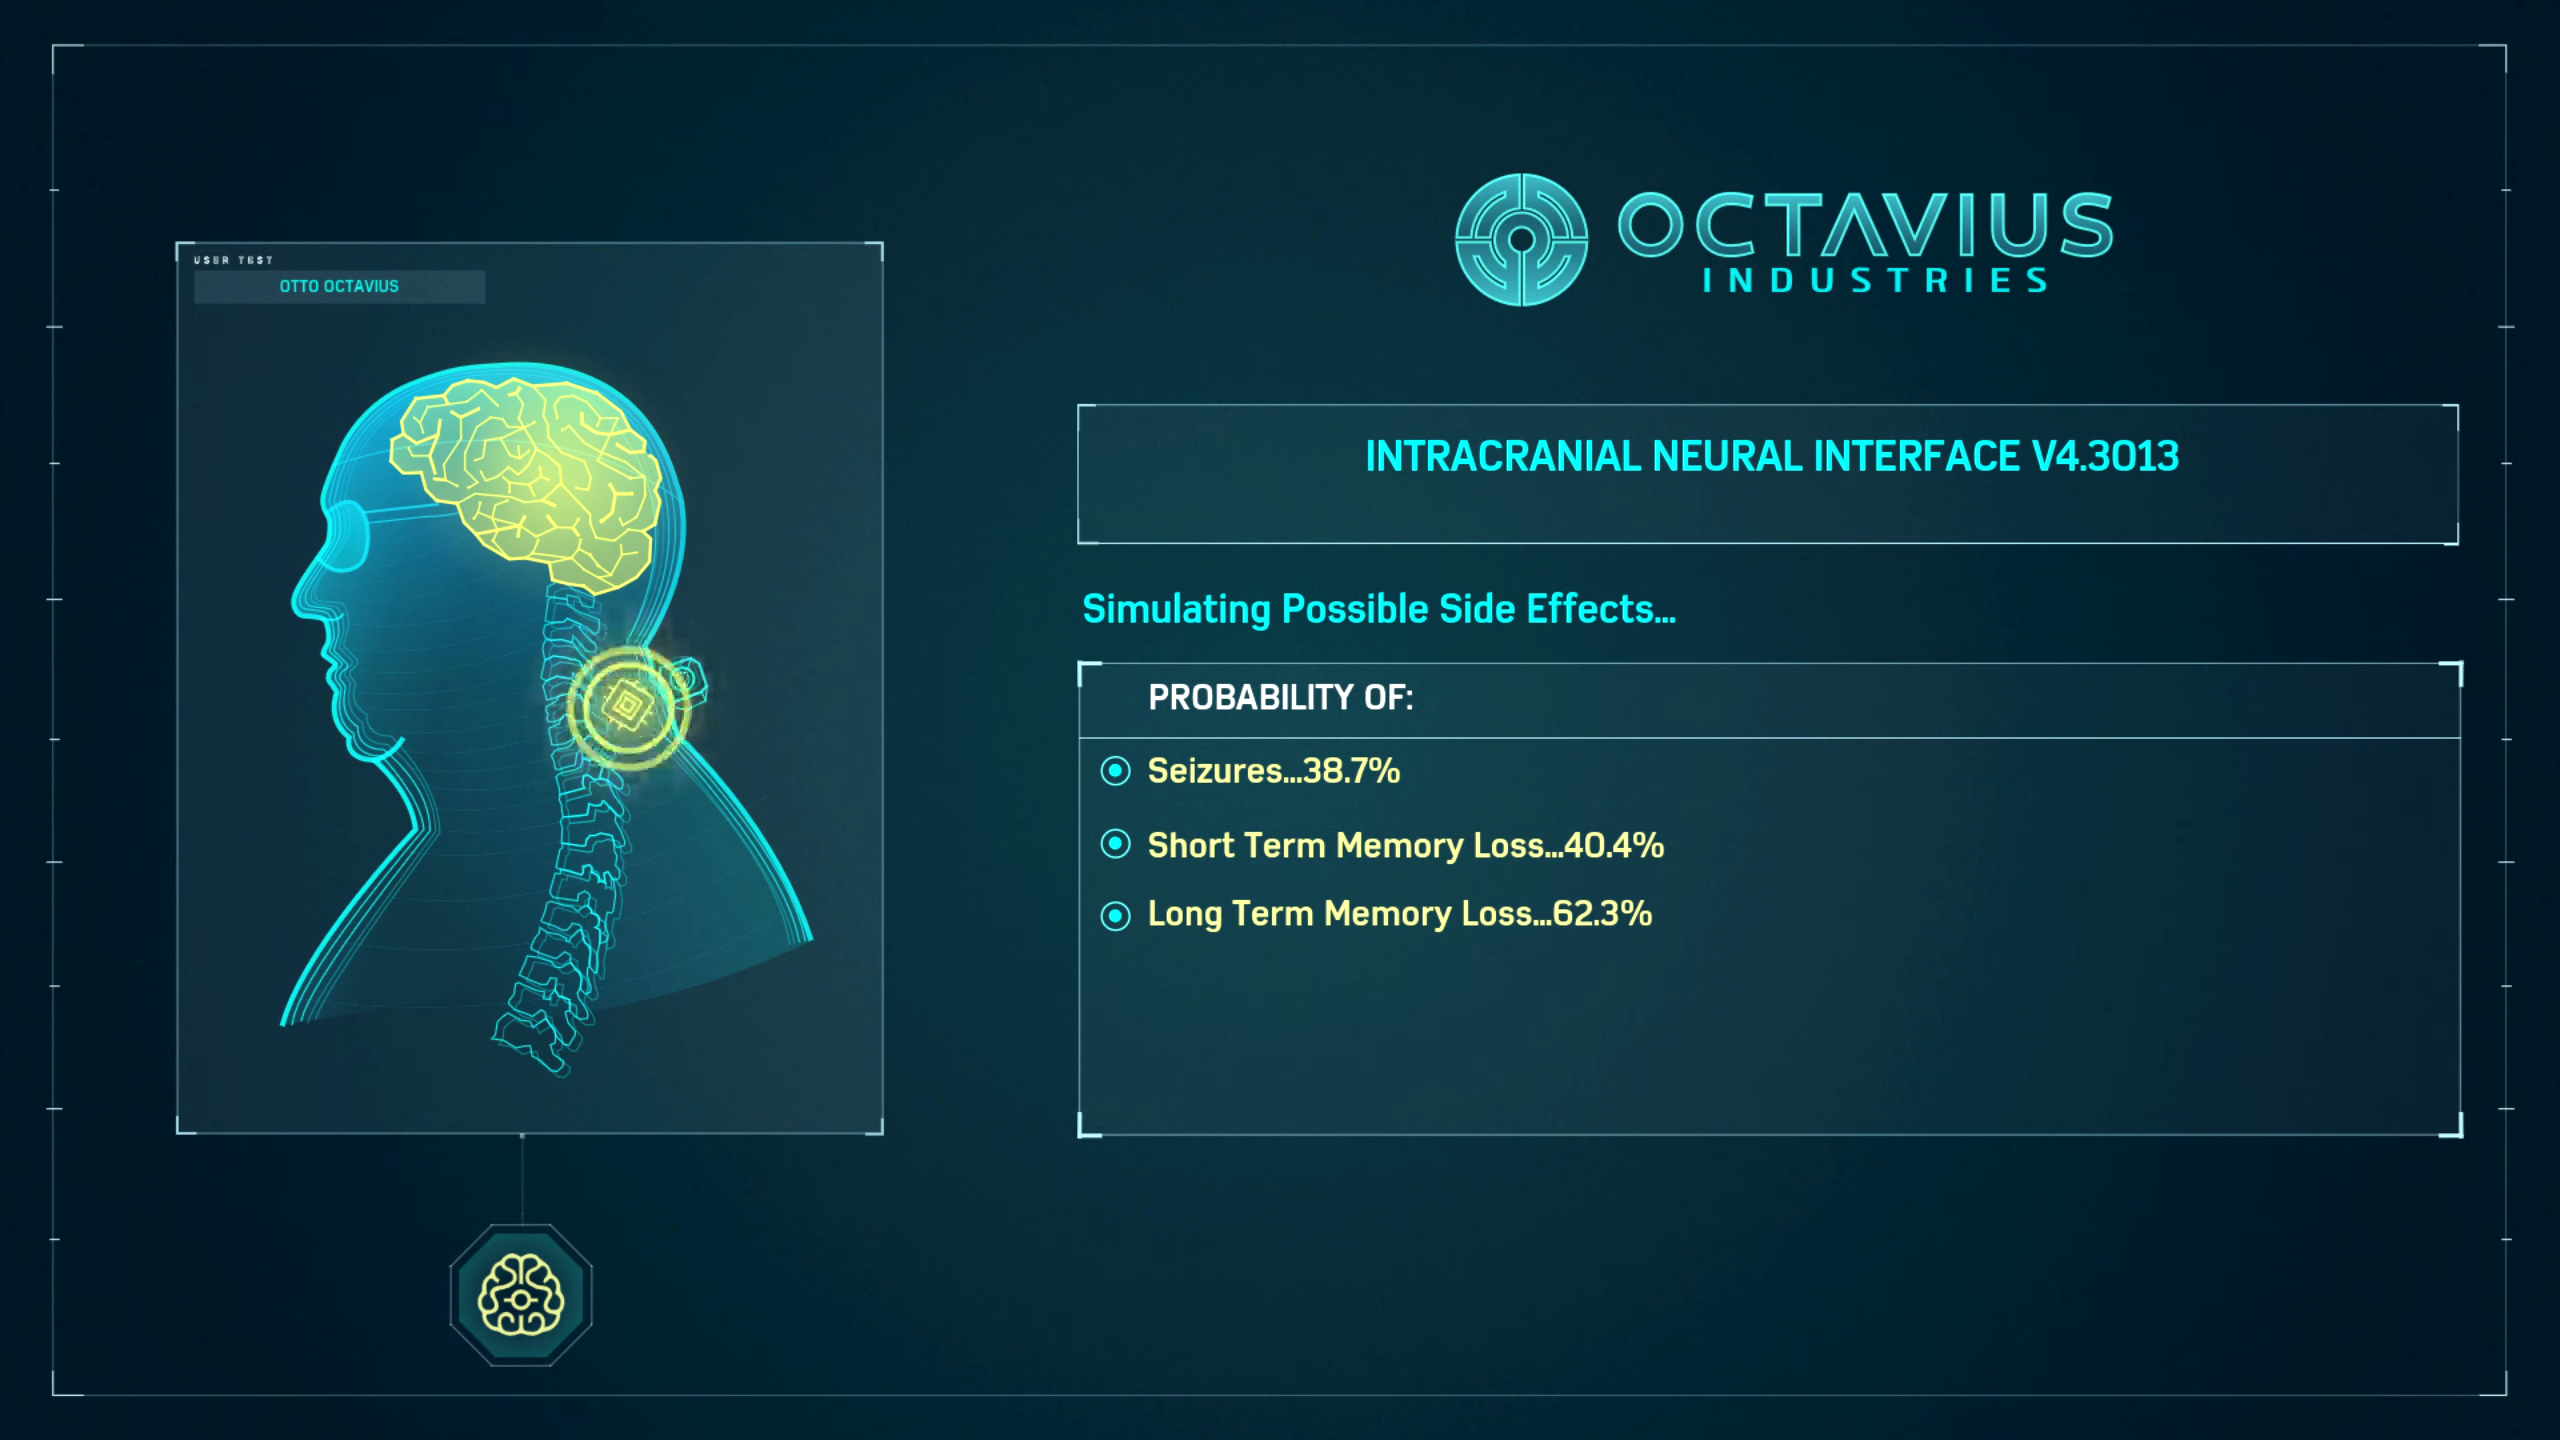 USER TEST
OTTO OCTAVIUS
OCTAVIUS
INDUSTRIES
INTRACRANIAL NEURAL INTERFACE V4.3013
Simulating Possible Side Effects...
PROBABILITY OF:
Seizures...38.7%
Short Term Memory Loss...40.4%
Long Term Memory Loss...62.3%